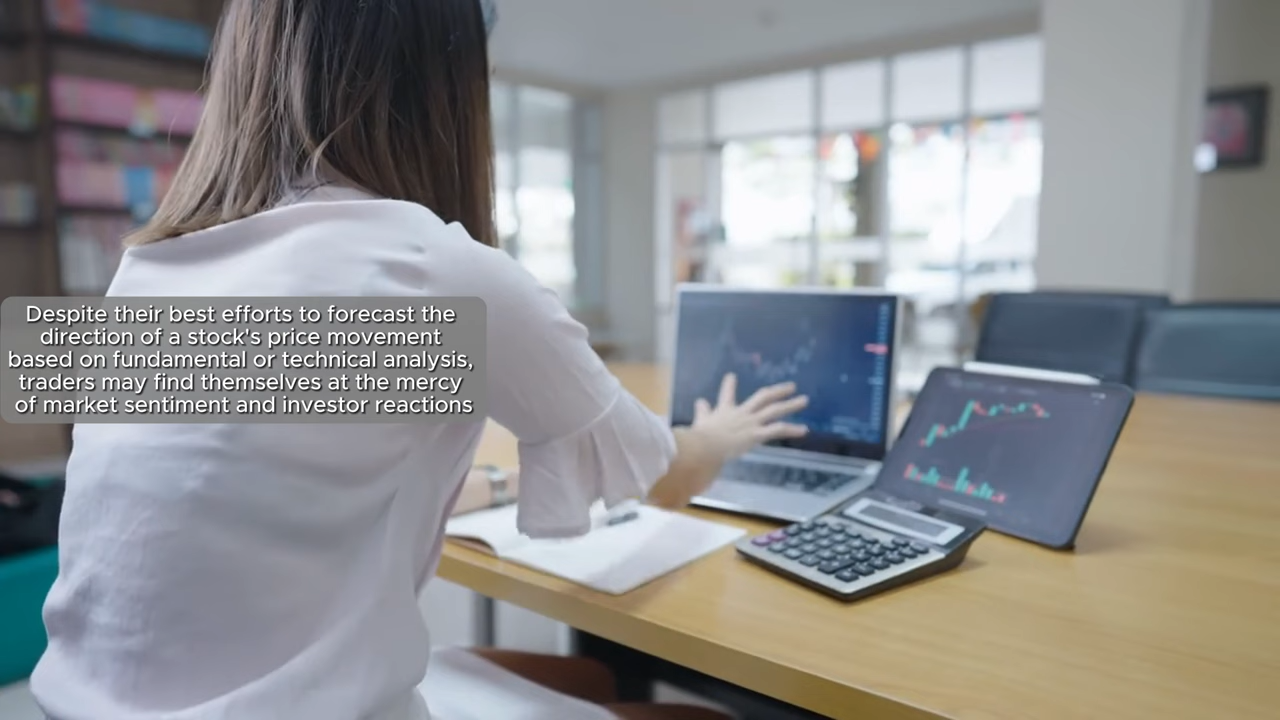 Despite their best efforts to forecast the
direction of a stock's price movement
based on fundamental or technical analysis,
traders may find themselves at the mercy
of market sentiment and investor reactions